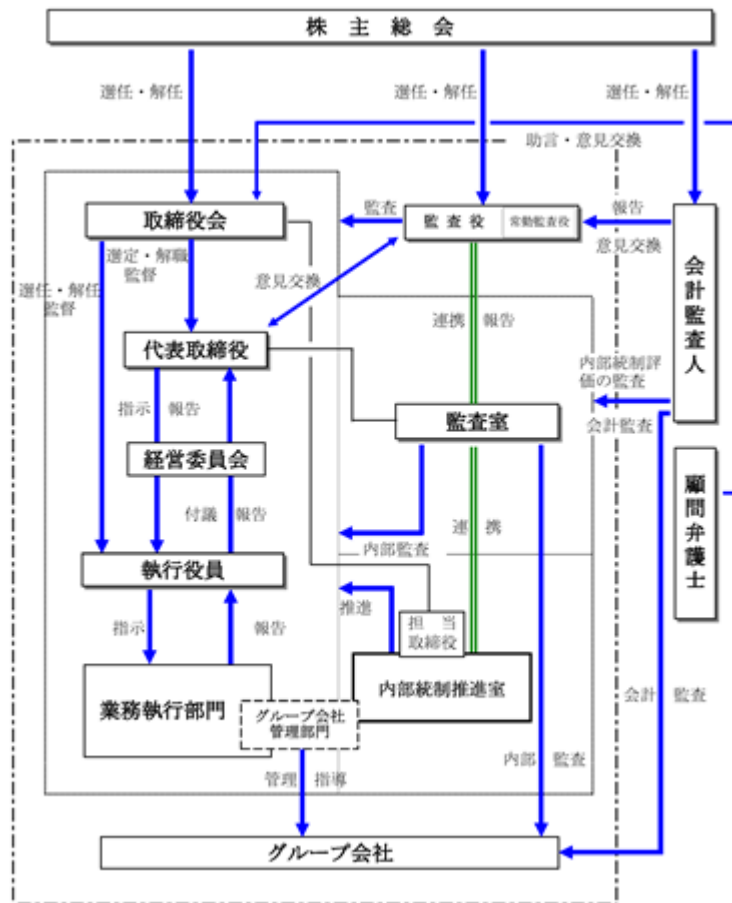 株主総会
選任・解任
選任・解任
選任・解任
助言・意見交換
取締役会
監査
監査役
常勤監査役
報告
意見交換
会計監査人
選定・解職
監督
選任・解任
監督
意見交換
連携 報告
代表取締役
内部統制評
価の監査
指示 報告
監査室
会計監査
経営委員会
顧問弁護士
付議 報告
連携
内部監査
執行役員
推進
担当
取締役
指示 報告
内部統制推進室
業務執行部門
グループ会社
管理部門
会計 監査
内部 監査
管理 指導
グループ会社